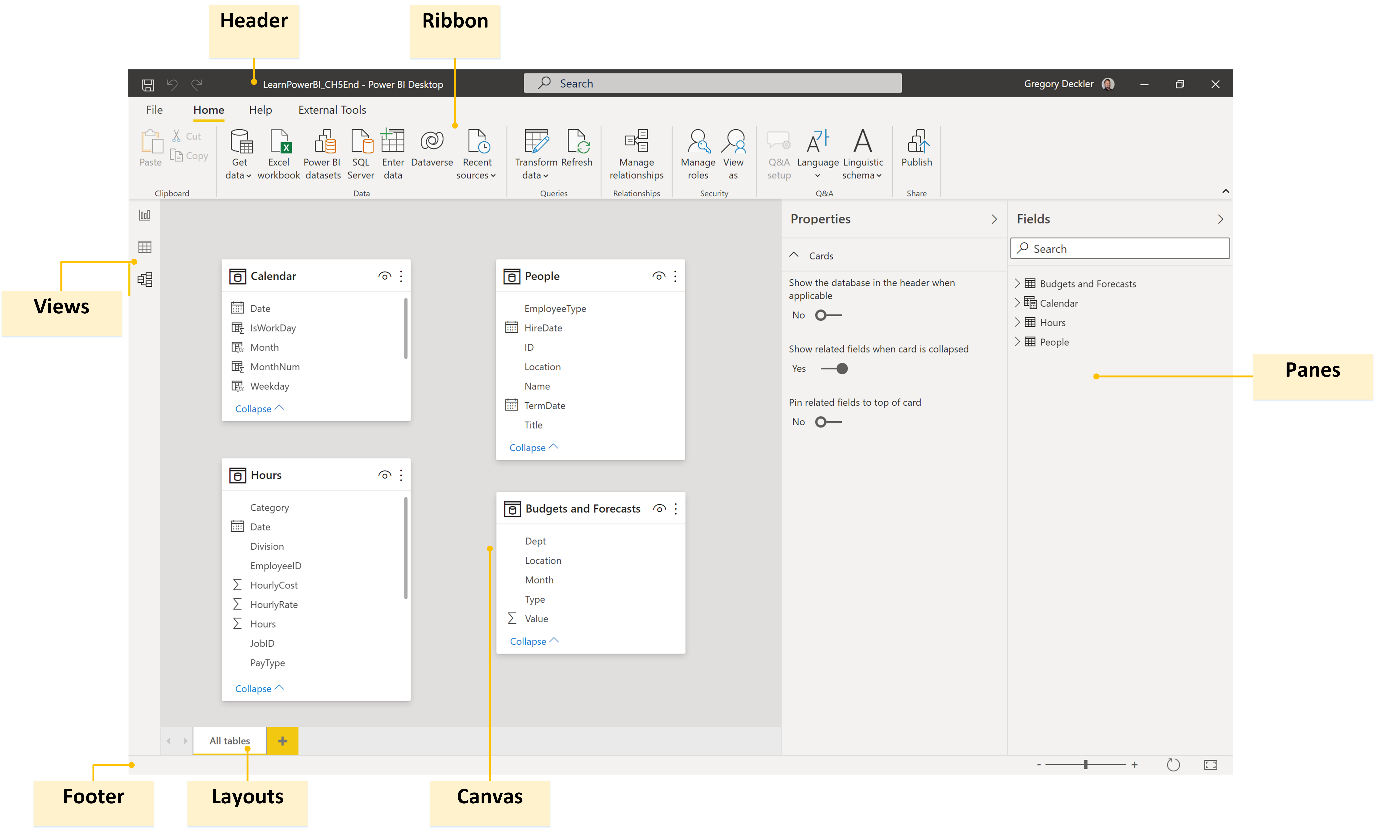 Header
Ribbon
LearnPowerBI_CH5End - Power BI Desktop
Search
Gregory Deckler
File
Home
Help
External Tools
Paste
Cut
Copy
Get data
Excel workbook
Power BI datasets
SQL Server
Enter data
Dataverse
Recent sources
Transform data
Refresh
Manage relationships
Manage roles
View as
Q&A setup
Language
Linguistic schema
Publish
Clipboard
Data
Queries
Relationships
Security
Q&A
Share
Views
Calendar
Date
IsWorkDay
Month
MonthNum
Weekday
Collapse
People
EmployeeType
HireDate
ID
Location
Name
TermDate
Title
Collapse
Hours
Category
Date
Division
EmployeeID
HourlyCost
HourlyRate
Hours
JobID
PayType
Collapse
Budgets and Forecasts
Dept
Location
Month
Type
Value
Collapse
Properties
Cards
Show the database in the header when
applicable
No
Show related fields when card is collapsed
Yes
Pin related fields to top of card
No
Fields
Search
Budgets and Forecasts
Calendar
Hours
People
Panes
All tables
+
- +
Footer
Layouts
Canvas